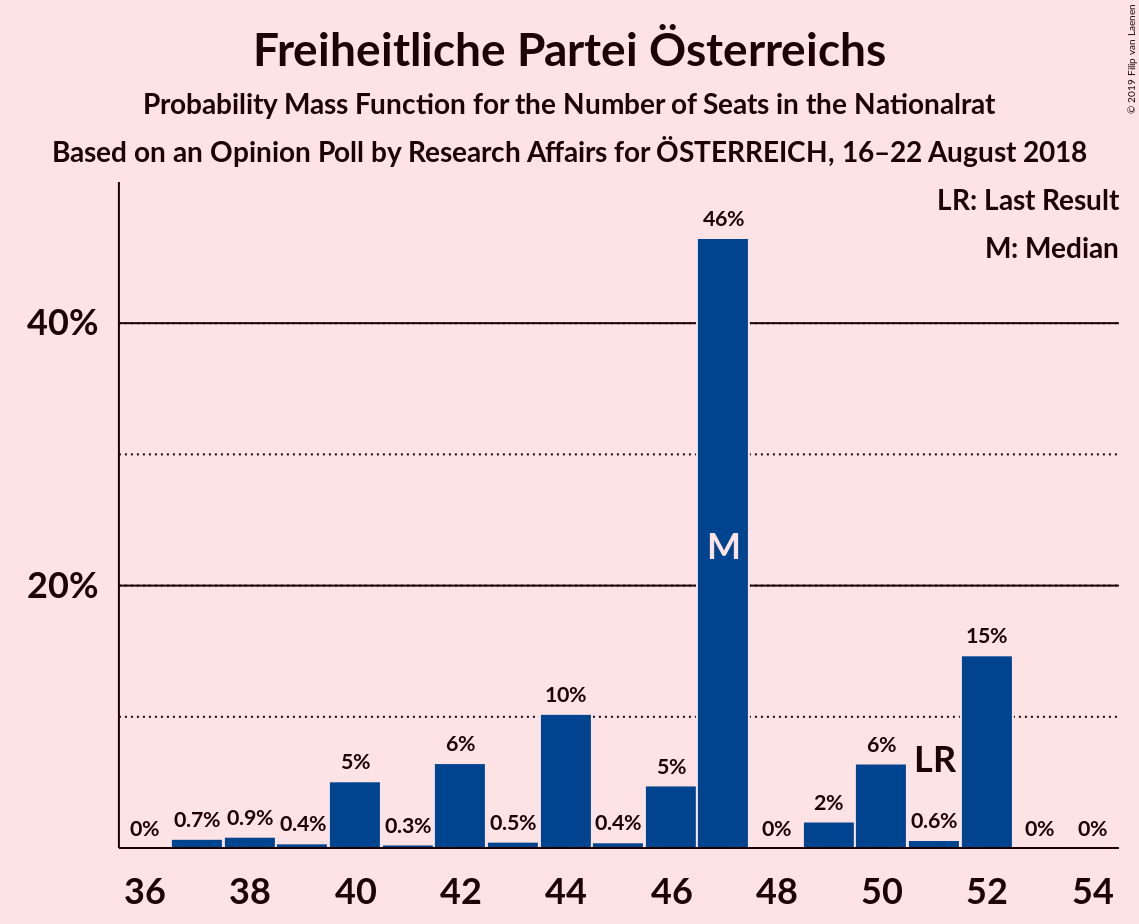 Freiheitliche Partei Österreichs
Probability Mass Function for the Number of Seats in the Nationalrat
Based on an Opinion Poll by Research Affairs for ÖSTERREICH, 16–22 August 2018
© 2019 Filip van Laenen
LR: Last Result
M: Median
40%
20%
0%
0.7%
0.9%
0.4%
5%
0.3%
6%
0.5%
10%
0.4%
5%
46%
M
0%
2%
6%
LR
0.6%
15%
0%
0%
36 38 40 42 44 46 48 50 52 54